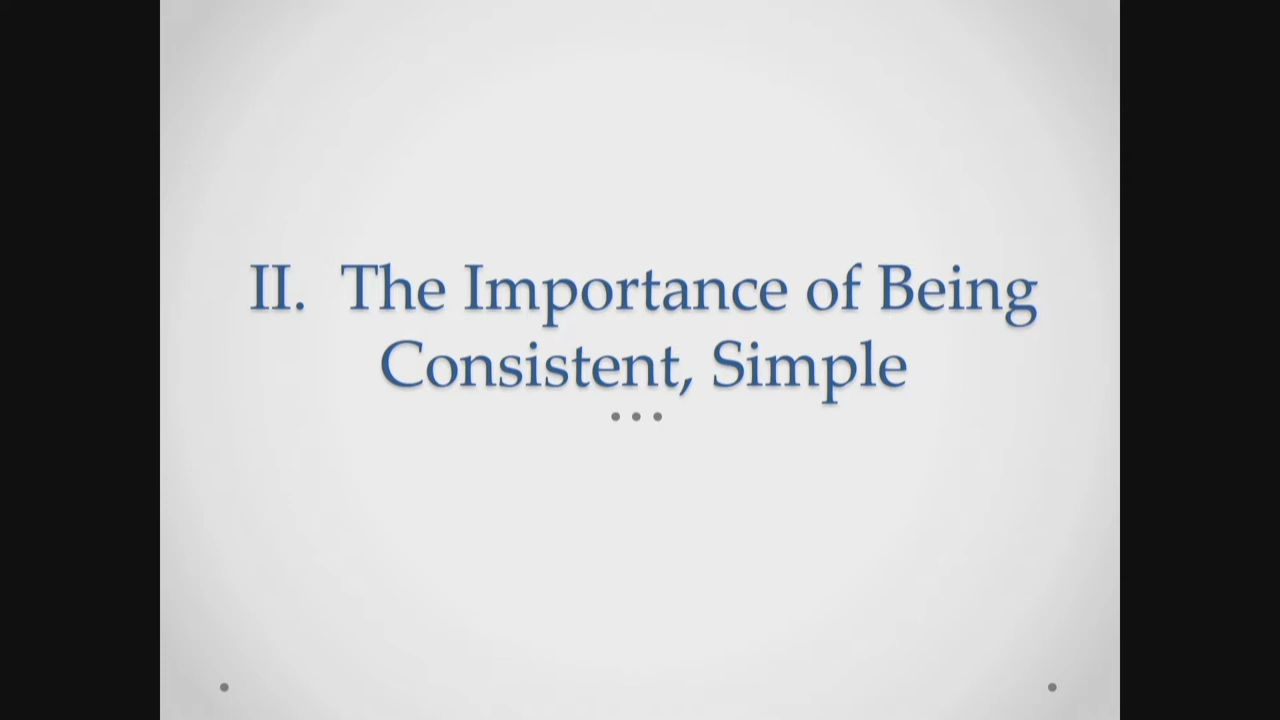 II. The Importance of Being
Consistent, Simple